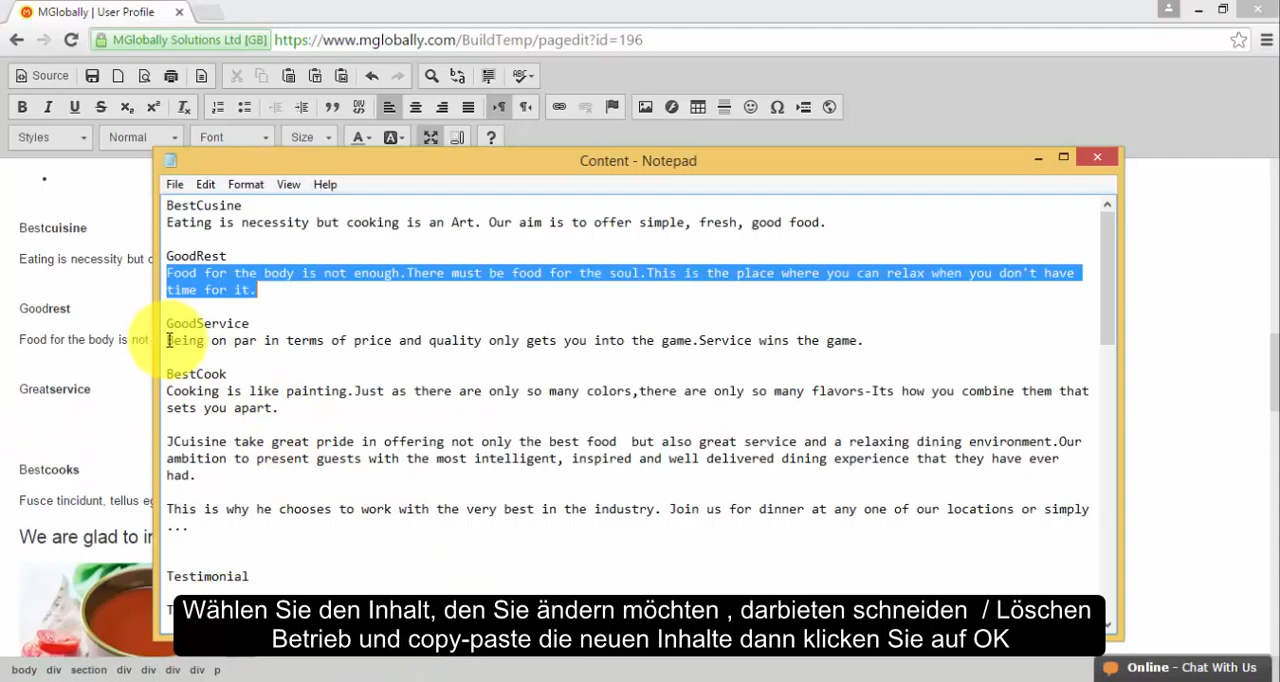 MGlobally | User Profile
MGlobally Solutions Ltd [GB] https://www.mglobally.com/BuildTemp/pagedit?id=196
Source
Styles Normal Font Size
Content - Notepad
File Edit Format View Help
BestCusine
Eating is necessity but cooking is an Art. Our aim is to offer simple, fresh, good food.
GoodRest
Food for the body is not enough.There must be food for the soul.This is the place where you can relax when you don't have
time for it.
GoodService
Being on par in terms of price and quality only gets you into the game.Service wins the game.
BestCook
Cooking is like painting.Just as there are only so many colors,there are only so many flavors-Its how you combine them that
sets you apart.
JCuisine take great pride in offering not only the best food but also great service and a relaxing dining environment.Our
ambition to present guests with the most intelligent, inspired and well delivered dining experience that they have ever
had.
This is why he chooses to work with the very best in the industry. Join us for dinner at any one of our locations or simply
...
Testimonial
Bestcuisine
Eating is necessity but
Goodrest
Food for the body is not
Greatservice
Bestcooks
Fusce tincidunt, tellus
We are glad to
Wählen Sie den Inhalt, den Sie ändern möchten , darbieten schneiden / Löschen
Betrieb und copy-paste die neuen Inhalte dann klicken Sie auf OK
body div section div div div p
Online - Chat With Us